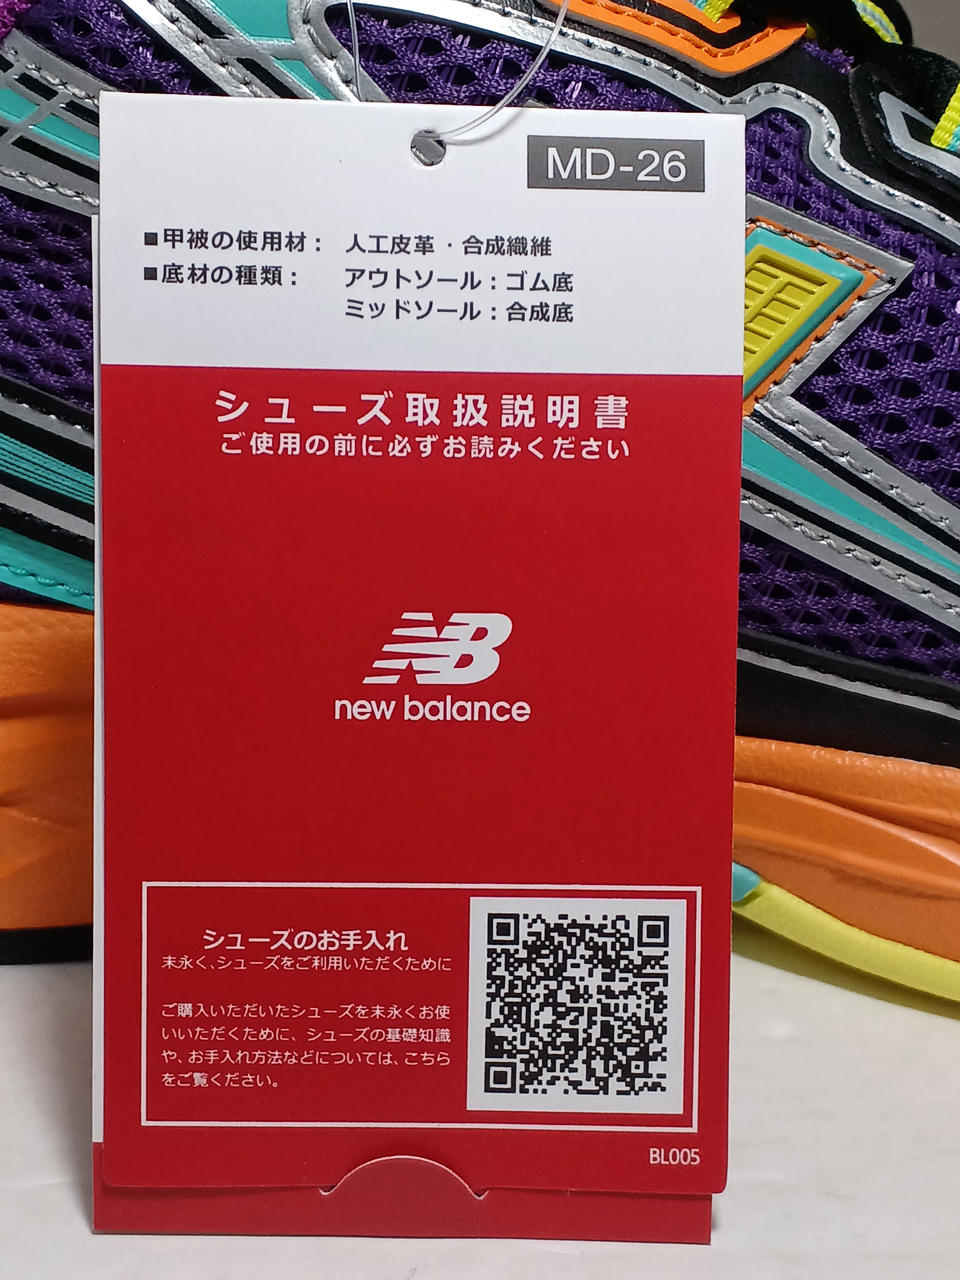 MD-26
■甲被の使用材： 人工皮革・合成繊維
■底材の種類： アウトソール：ゴム底
ミッドソール：合成底
シューズ取扱説明書
ご使用の前に必ずお読みください
NB
new balance
シューズのお手入れ
末永く、シューズをご利用いただくために
ご購入いただいたシューズを末永くお使
いいただくために、シューズの基礎知識
や、お手入れ方法などについては、こちら
をご覧ください。
BL005